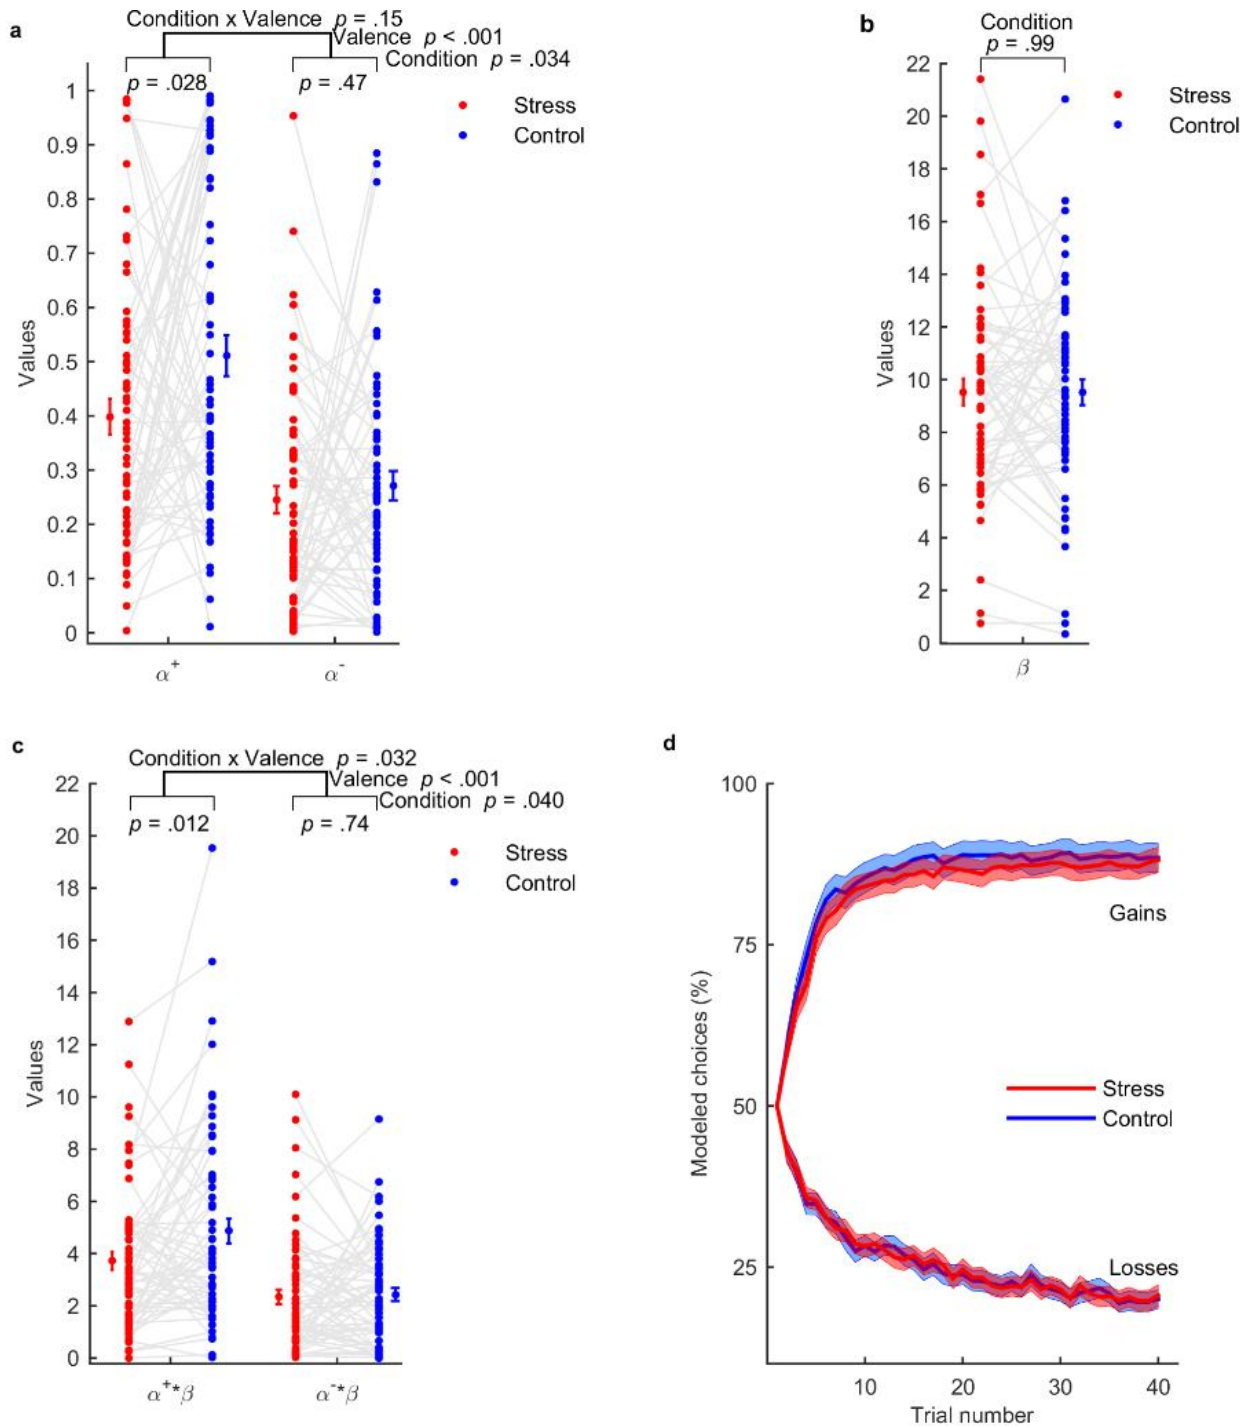 a
Condition x Valence p = .15
Valence p < .001
Condition p = .034
p = .028
p = .47
Stress
Control
1
0.9
0.8
0.7
0.6
0.5
0.4
0.3
0.2
0.1
0
Values
α+
α-
b
Condition
p = .99
Stress
Control
22
20
18
16
14
12
10
8
6
4
2
0
Values
β
c
Condition x Valence p = .032
Valence p < .001
Condition p = .040
p = .012
p = .74
Stress
Control
22
20
18
16
14
12
10
8
6
4
2
0
Values
α+*β
α-*β
d
100
75
50
25
Modeled choices (%)
Gains
Stress
Control
Losses
10
20
30
40
Trial number